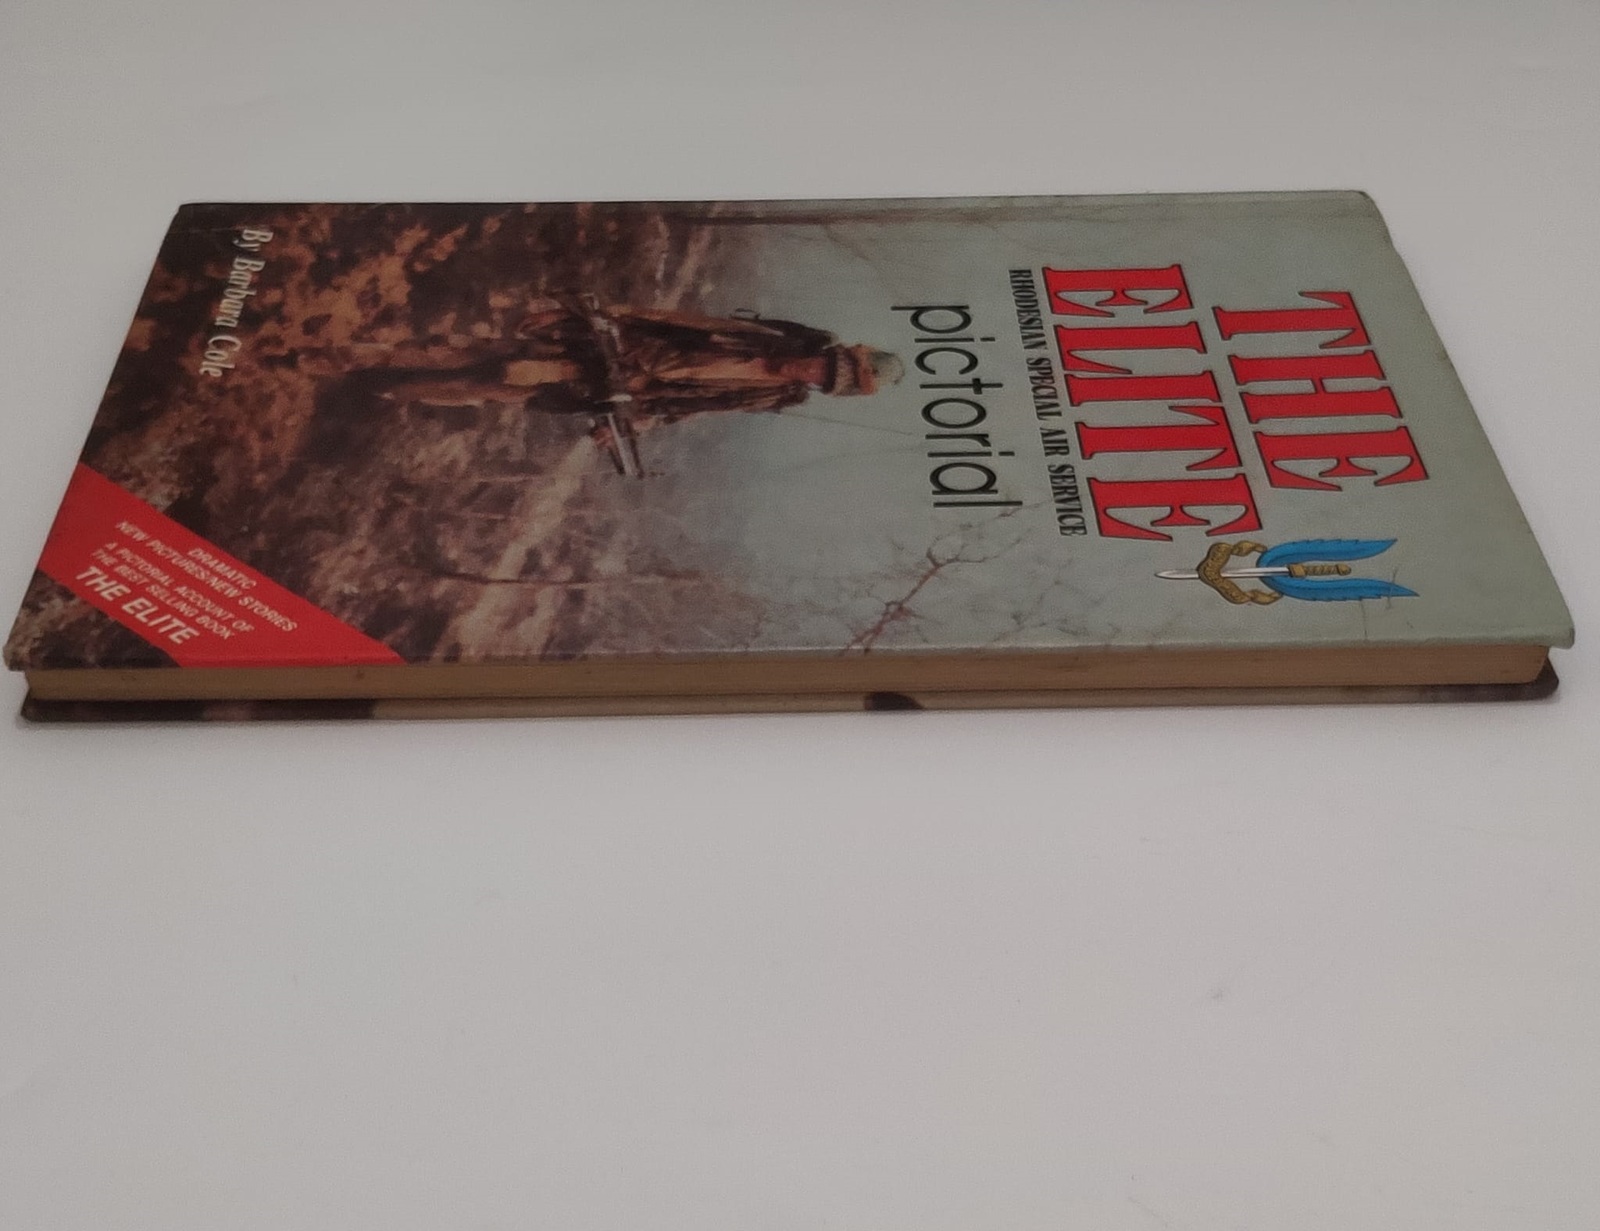 THE
ELITE
RHODESIAN SPECIAL AIR SERVICE
pictorial
By Barbara Cole
DRAMATIC
NEW PICTURES/NEW STORIES
A PICTORIAL ACCOUNT OF
THE BEST SELLING BOOK
THE ELITE